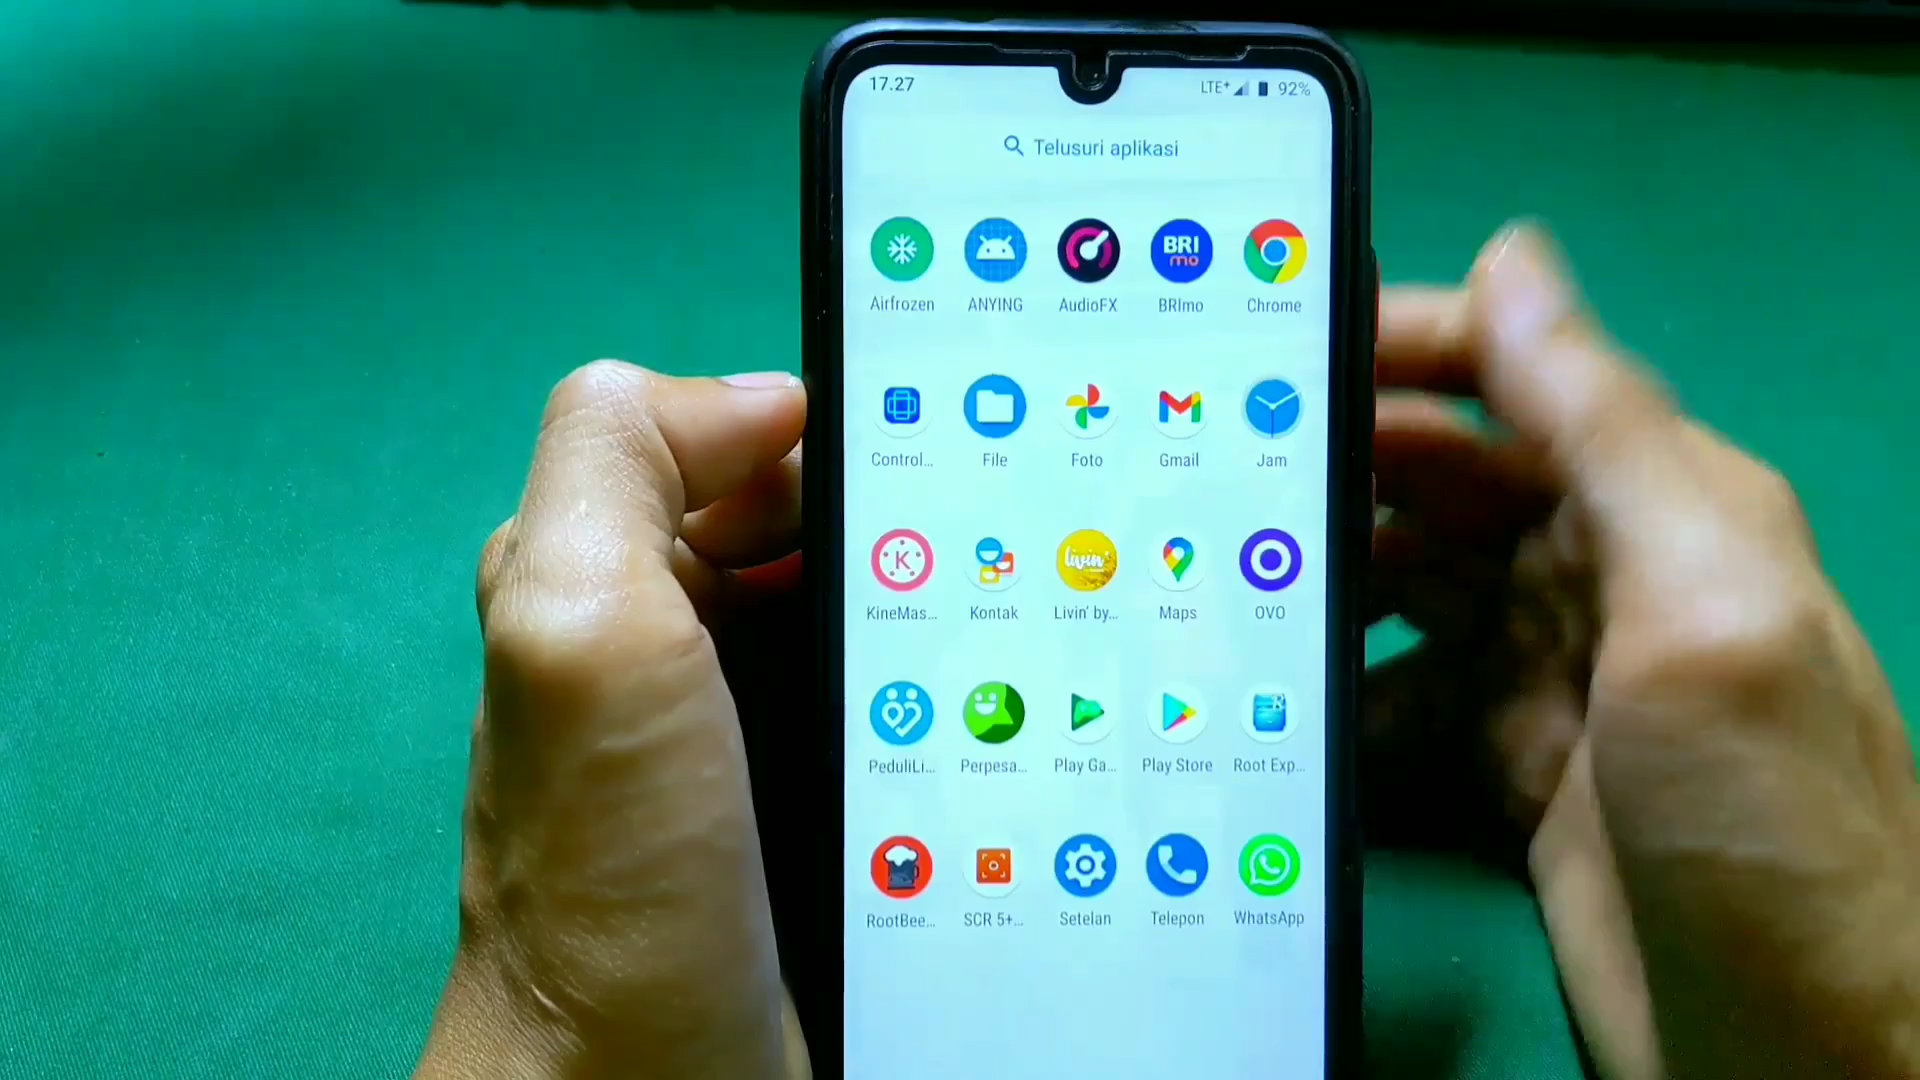 17.27 LTE+ 92%
Telusuri aplikasi
BRI mo
Airfrozen ANYING AudioFX BRImo Chrome
Control... File Foto Gmail Jam
K livin'
KineMas... Kontak Livin' by... Maps OVO
PeduliLi... Perpesa... Play Ga... Play Store Root Exp...
RootBee... SCR 5+... Setelan Telepon WhatsApp